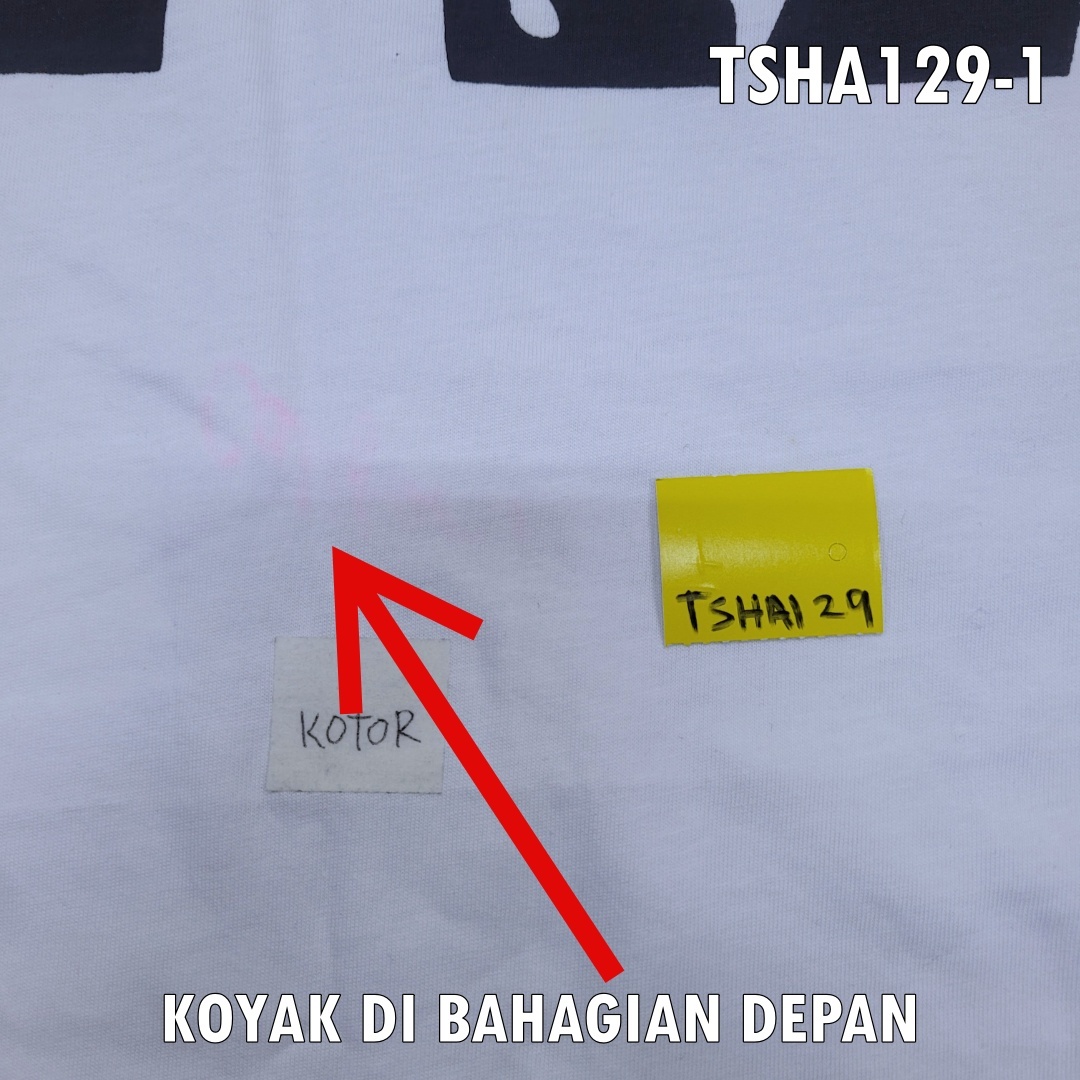 TSHA129-1
TSHA129
KOTOR
KOYAK DI BAHAGIAN DEPAN